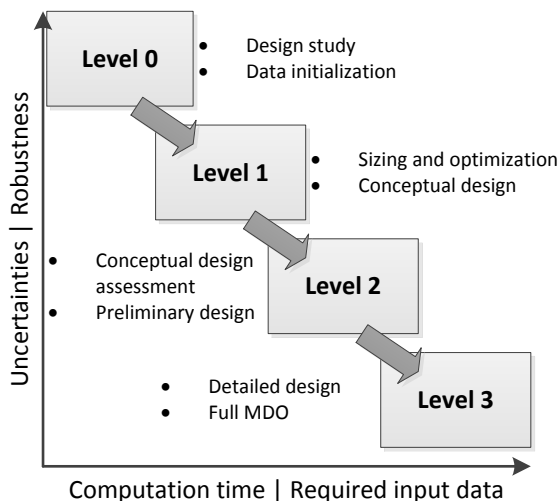 Level 0
• Design study
• Data initialization
Level 1
• Sizing and optimization
• Conceptual design
• Conceptual design
assessment
• Preliminary design
Level 2
• Detailed design
• Full MDO
Level 3
Uncertainties | Robustness
Computation time | Required input data